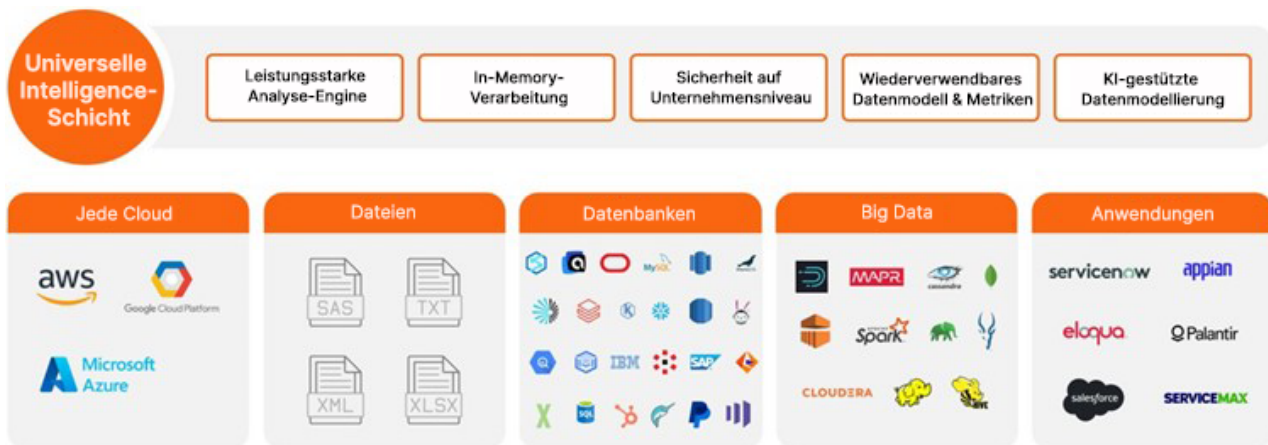 Universelle
Intelligence-
Schicht
Leistungsstarke
Analyse-Engine
In-Memory-
Verarbeitung
Sicherheit auf
Unternehmensniveau
Wiederverwendbares
Datenmodell & Metriken
KI-gestützte
Datenmodellierung
Jede Cloud
aws
Google Cloud Platform
Microsoft
Azure
Dateien
SAS
TXT
XML
XLSX
Datenbanken
MySQL
IBM
SAP
SQL
Big Data
MAPR
cassandra
Spark
CLOUDERA
HIVE
Anwendungen
servicenow
appian
eloqua
Palantir
salesforce
SERVICEMAX